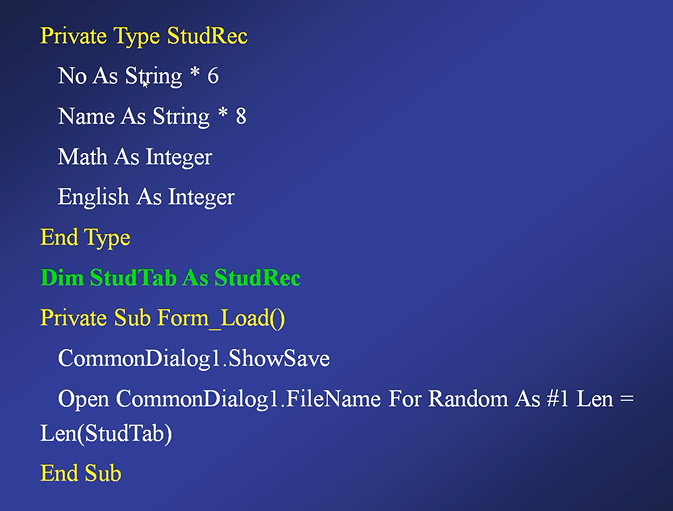 Private Type StudRec
No As String * 6
Name As String * 8
Math As Integer
English As Integer
End Type
Dim StudTab As StudRec
Private Sub Form_Load()
CommonDialog1.ShowSave
Open CommonDialog1.FileName For Random As #1 Len =
Len(StudTab)
End Sub